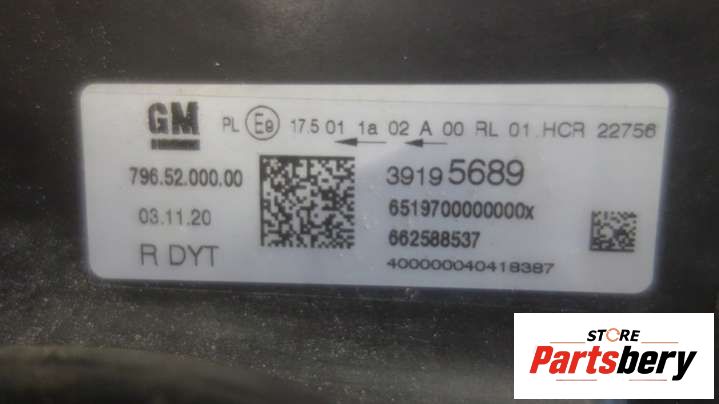 GM
PL E9 17.5 01 1a 02 A 00 RL 01 HCR 22756
796.52.000.00
39195689
03.11.20
6519700000000x
R DYT
662588537
400000040418387
STORE
Partsbery